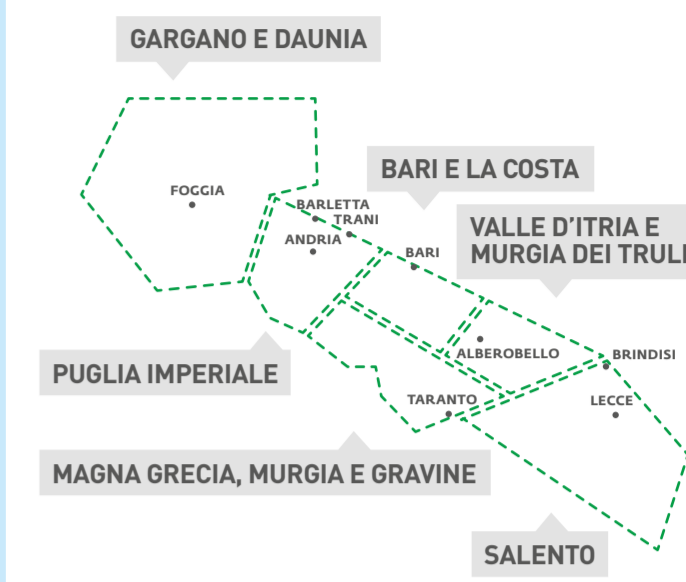 GARGANO E DAUNIA
BARI E LA COSTA
FOGGIA
BARLETTA
TRANI
ANDRIA
BARI
VALLE D'ITRIA E
MURGIA DEI
ALBEROBELLO
BRINDISI
PUGLIA IMPERIALE
TARANTO
LECCE
MAGNA GRECIA, MURGIA E GRAVINE
SALENTO